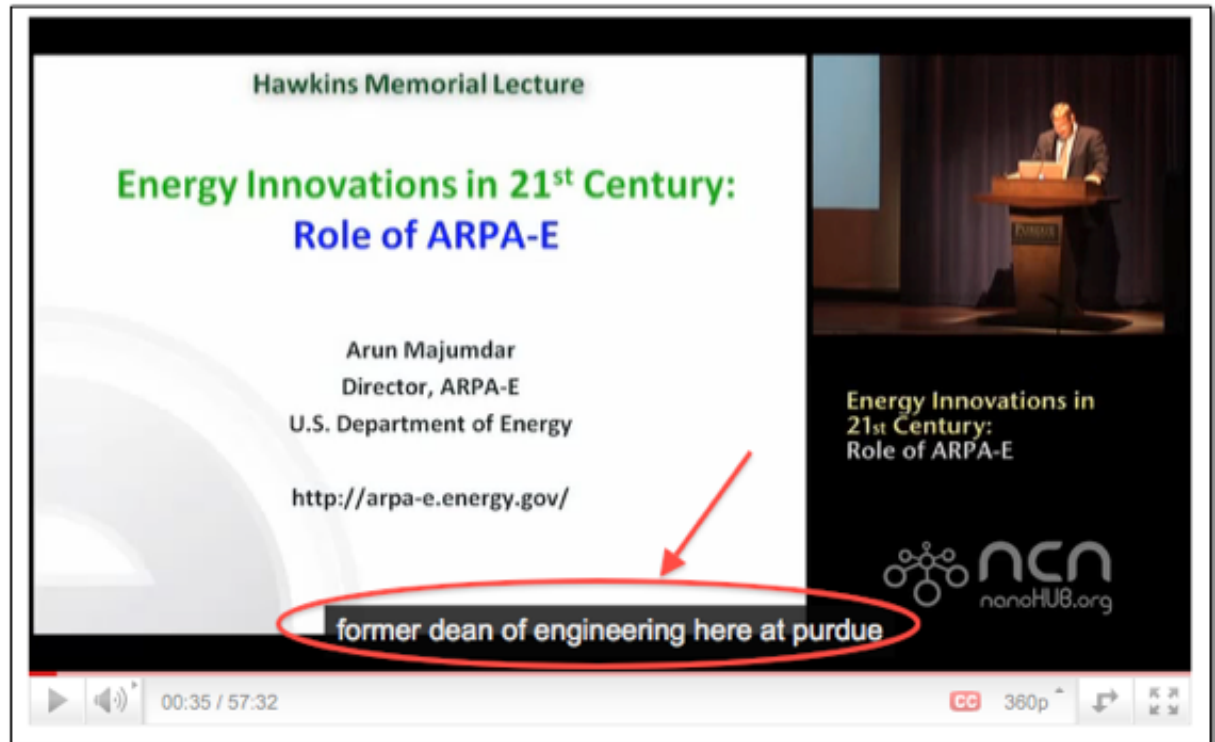 Hawkins Memorial Lecture
Energy Innovations in 21st Century:
Role of ARPA-E
Arun Majumdar
Director, ARPA-E
U.S. Department of Energy
http://arpa-e.energy.gov/
PURDUE
Energy Innovations in
21st Century:
Role of ARPA-E
ncn
nanoHUB.org
former dean of engineering here at purdue
00:35 / 57:32
CC
360p